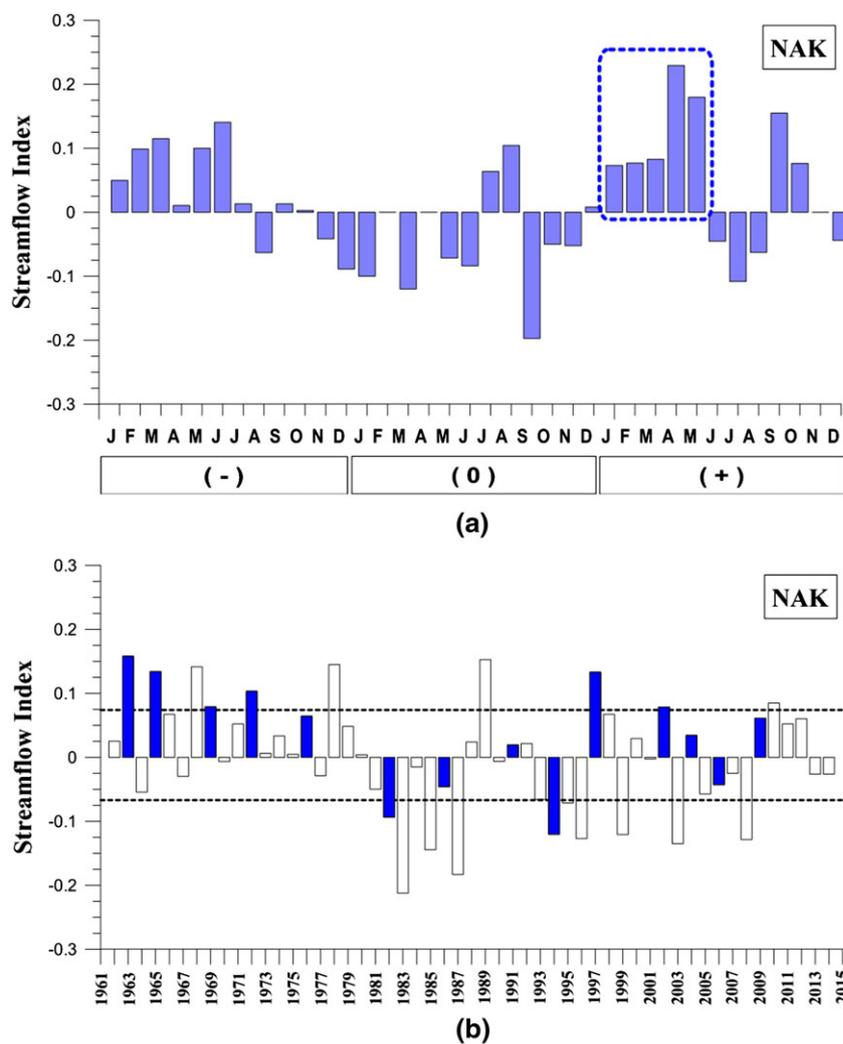 0.3
NAK
0.2
0.1
0
-0.1
-0.2
-0.3
Streamflow Index
J F M A M J J A S O N D J F M A M J J A S O N D J F M A M J J A S O N D
( - ) ( 0 ) ( + )
(a)
0.3
NAK
0.2
0.1
0
-0.1
-0.2
-0.3
Streamflow Index
1961 1963 1965 1967 1969 1971 1973 1975 1977 1979 1981 1983 1985 1987 1989 1991 1993 1995 1997 1999 2001 2003 2005 2007 2009 2011 2013 2015
(b)